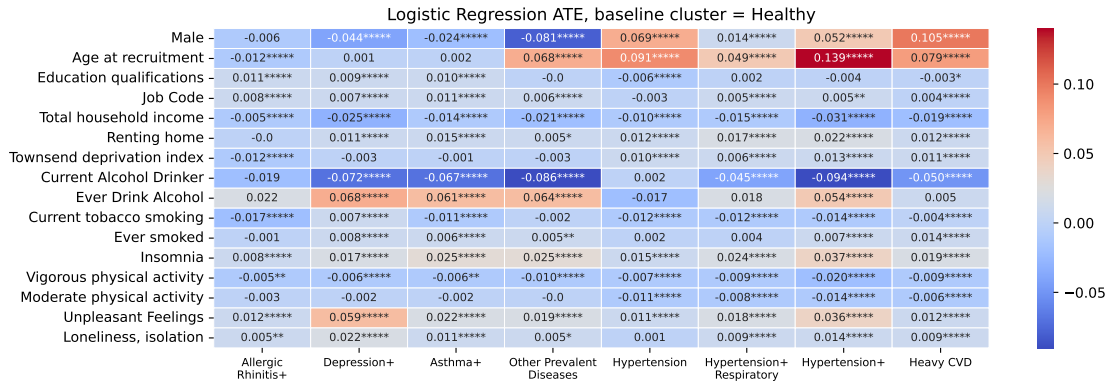 Logistic Regression ATE, baseline cluster = Healthy
Male -0.006 -0.044***** -0.024***** -0.081***** 0.069***** 0.014***** 0.052***** 0.105*****
Age at recruitment -0.012***** 0.001 0.002 0.068***** 0.091***** 0.049***** 0.139***** 0.079*****
Education qualifications 0.011***** 0.009***** 0.010***** -0.0 -0.006***** 0.002 -0.004 -0.003*
Job Code 0.008***** 0.007***** 0.011***** 0.006***** -0.003 0.005***** 0.005** 0.004*****
Total household income -0.005***** -0.025***** -0.014***** -0.021***** -0.010***** -0.015***** -0.031***** -0.019*****
Renting home -0.0 0.011***** 0.015***** 0.005* 0.012***** 0.017***** 0.022***** 0.012*****
Townsend deprivation index -0.012***** -0.003 -0.001 -0.003 0.010***** 0.006***** 0.013***** 0.011*****
Current Alcohol Drinker -0.019 -0.072***** -0.067***** -0.086***** 0.002 -0.045***** -0.094***** -0.050*****
Ever Drink Alcohol 0.022 0.068***** 0.061***** 0.064***** -0.017 0.018 0.054***** 0.005
Current tobacco smoking -0.017***** 0.007***** -0.011***** -0.002 -0.012***** -0.012***** -0.014***** -0.004*****
Ever smoked -0.001 0.008***** 0.006***** 0.005** 0.002 0.004 0.007***** 0.014*****
Insomnia 0.008***** 0.017***** 0.025***** 0.025***** 0.015***** 0.024***** 0.037***** 0.019*****
Vigorous physical activity -0.005** -0.006***** -0.006** -0.010***** -0.007***** -0.009***** -0.020***** -0.009*****
Moderate physical activity -0.003 -0.002 -0.002 -0.0 -0.011***** -0.008***** -0.014***** -0.006*****
Unpleasant Feelings 0.012***** 0.059***** 0.022***** 0.019***** 0.011***** 0.018***** 0.036***** 0.012*****
Loneliness, isolation 0.005** 0.022***** 0.011***** 0.005* 0.001 0.009***** 0.014***** 0.009*****
Allergic Depression+ Asthma+ Other Prevalent Hypertension Hypertension+ Hypertension+ Heavy CVD
Rhinitis+ Diseases Respiratory
0.10
0.05
0.00
−0.05